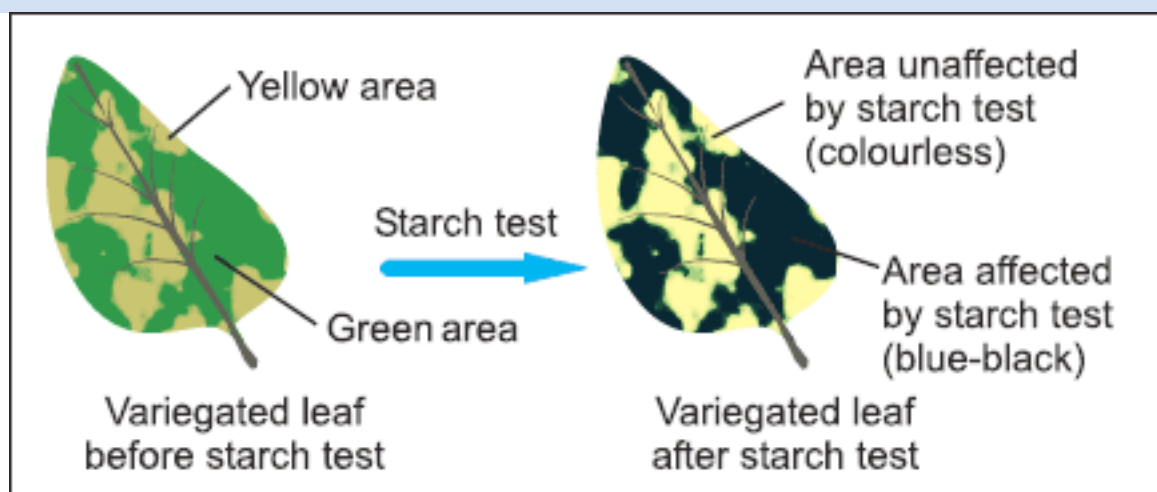 Yellow area
Green area
Variegated leaf
before starch test
Starch test
Area unaffected
by starch test
(colourless)
Area affected
by starch test
(blue-black)
Variegated leaf
after starch test